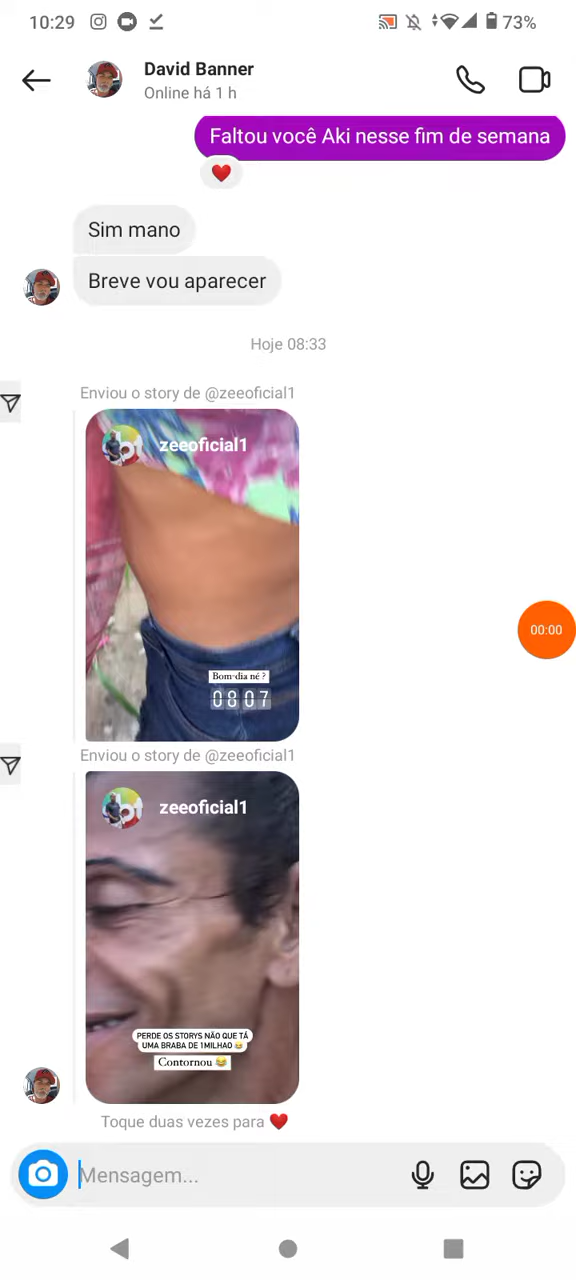 10:29
73%
David Banner
Online há 1 h
Faltou você Aki nesse fim de semana
Sim mano
Breve vou aparecer
Hoje 08:33
Enviou o story de @zeeoficial1
zeeoficial1
Bom dia né ?
0807
Enviou o story de @zeeoficial1
zeeoficial1
PERDE OS STORYS NÃO QUE TÁ
UMA BRABA DE 1MILHAO 😂
Contornou 😂
Toque duas vezes para ❤️
Mensagem...
00:00